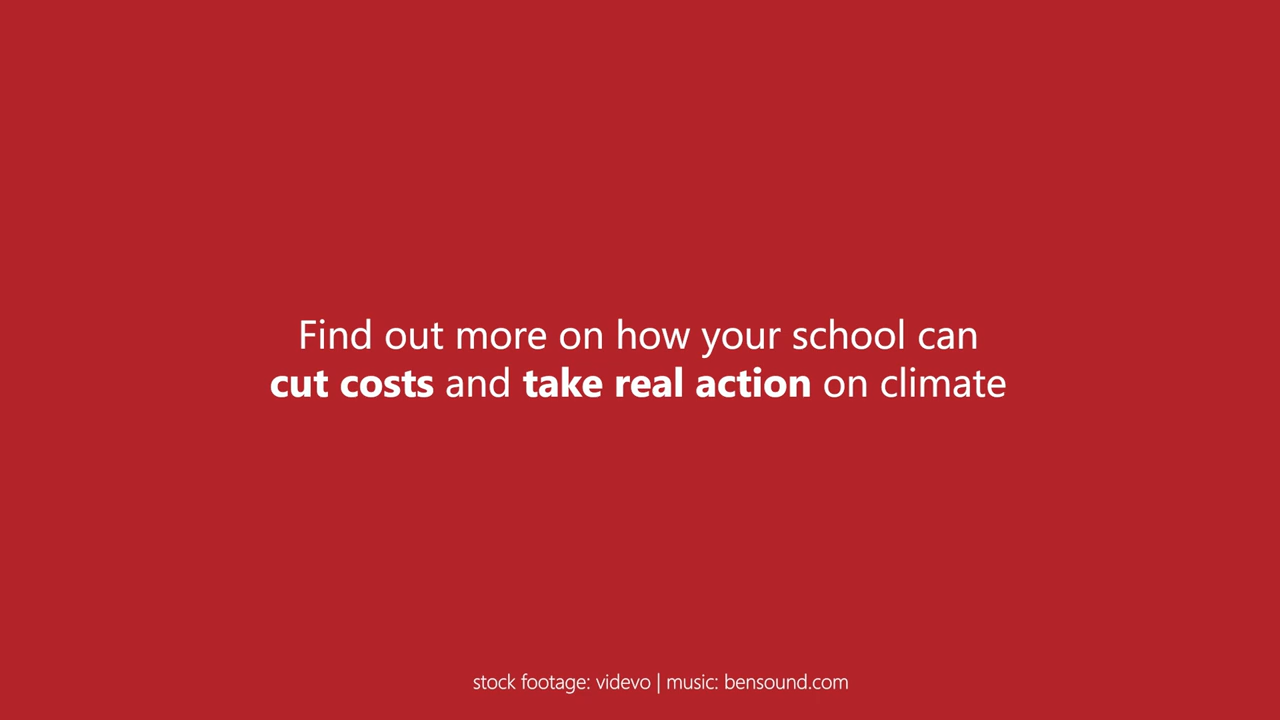 Find out more on how your school can
cut costs and take real action on climate
stock footage: videvo | music: bensound.com